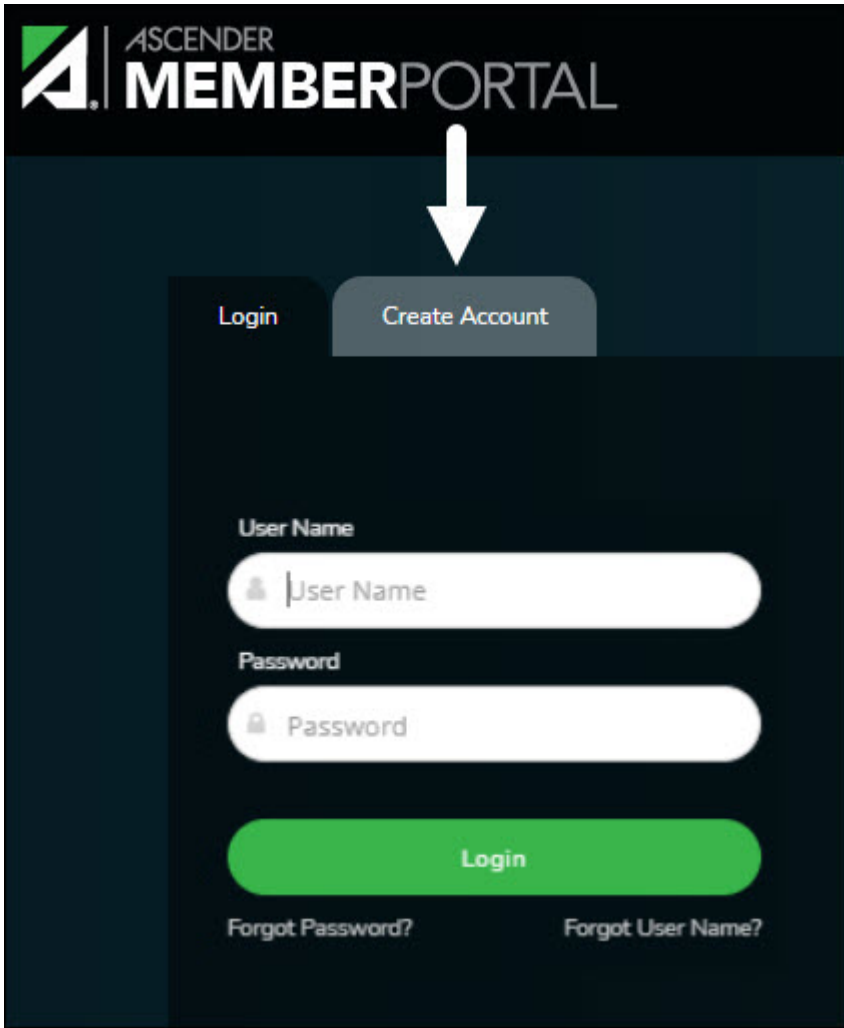 ASCENDER
MEMBERPORTAL
Login
Create Account
User Name
User Name
Password
Password
Login
Forgot Password?
Forgot User Name?